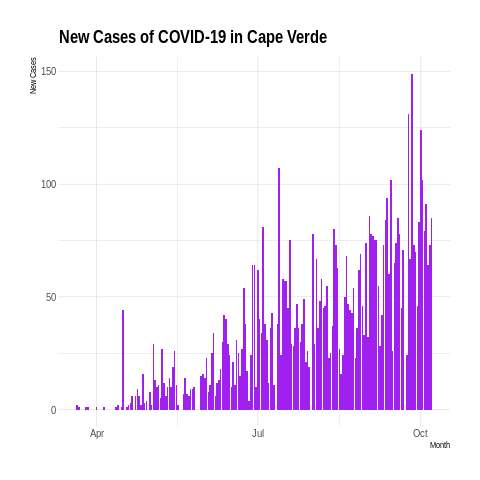 New Cases of COVID-19 in Cape Verde
New Cases
150
100
50
0
Apr
Jul
Oct
Month